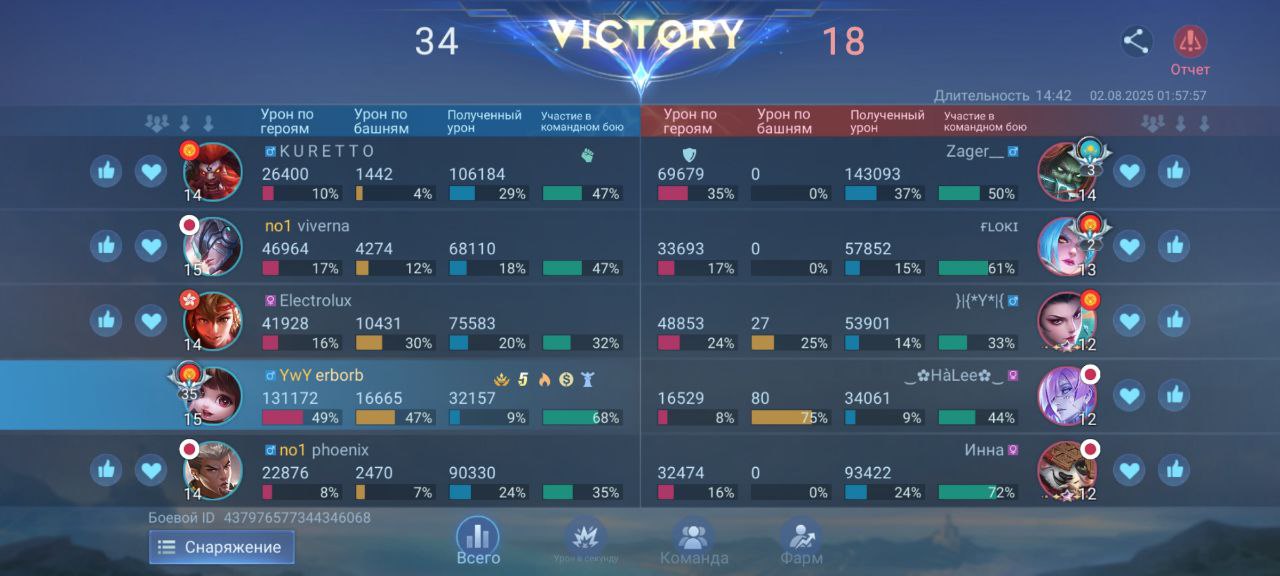 34 VICTORY 18
Отчет
Длительность 14:42 02.08.2025 01:57:57
Урон по героям Урон по башням Полученный урон Участие в командном бою Урон по героям Урон по башням Полученный урон Участие в командном бою
K U R E T T O Zager__
26400 1442 106184 69679 0 143093 3
14 10% 4% 29% 47% 35% 0% 37% 50% 14
no1 viverna ꜰʟᴏᴋɪ
46964 4274 68110 33693 0 57852 2
15 17% 12% 18% 47% 17% 0% 15% 61% 13
Electrolux }|{*Y*|{
41928 10431 75583 48853 27 53901
14 16% 30% 20% 32% 24% 25% 14% 33% 12
YwY erborb 5 $ ‿✿HàLee✿‿
35 131172 16665 32157 16529 80 34061
15 49% 47% 9% 68% 8% 75% 9% 44% 12
no1 phoenix Инна
22876 2470 90330 32474 0 93422
14 8% 7% 24% 35% 16% 0% 24% 72% 12
Боевой ID 437976577344346068
Снаряжение Всего Урон в секунду Команда Фарм